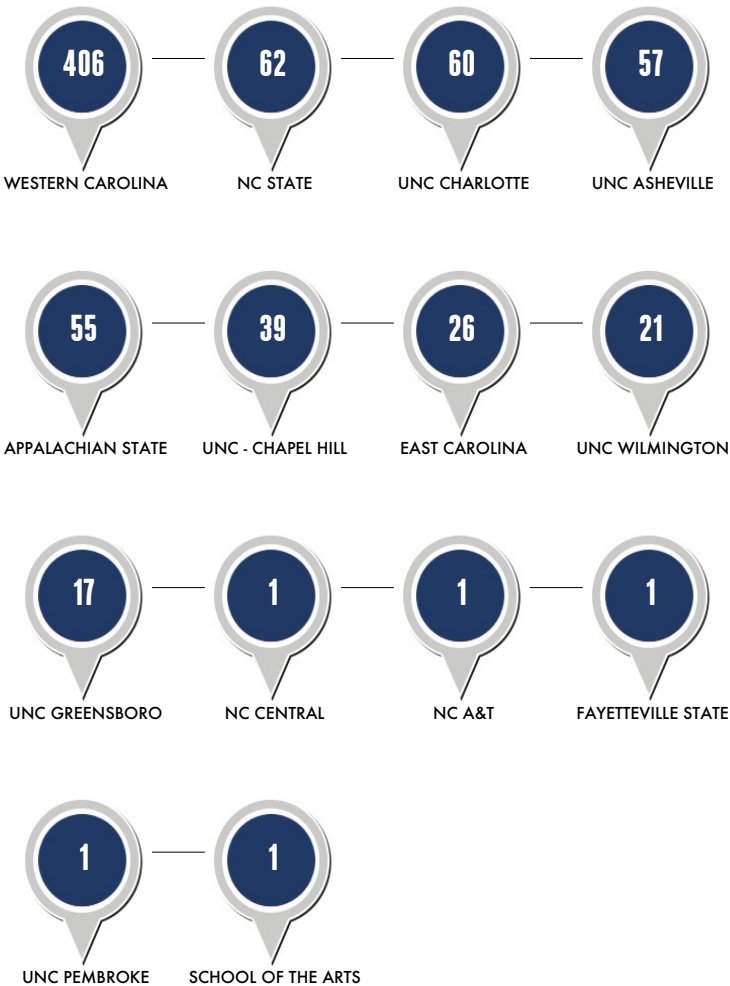 406 62 60 57
WESTERN CAROLINA NC STATE UNC CHARLOTTE UNC ASHEVILLE
55 39 26 21
APPALACHIAN STATE UNC - CHAPEL HILL EAST CAROLINA UNC WILMINGTON
17 1 1 1
UNC GREENSBORO NC CENTRAL NC A&T FAYETTEVILLE STATE
1 1
UNC PEMBROKE SCHOOL OF THE ARTS